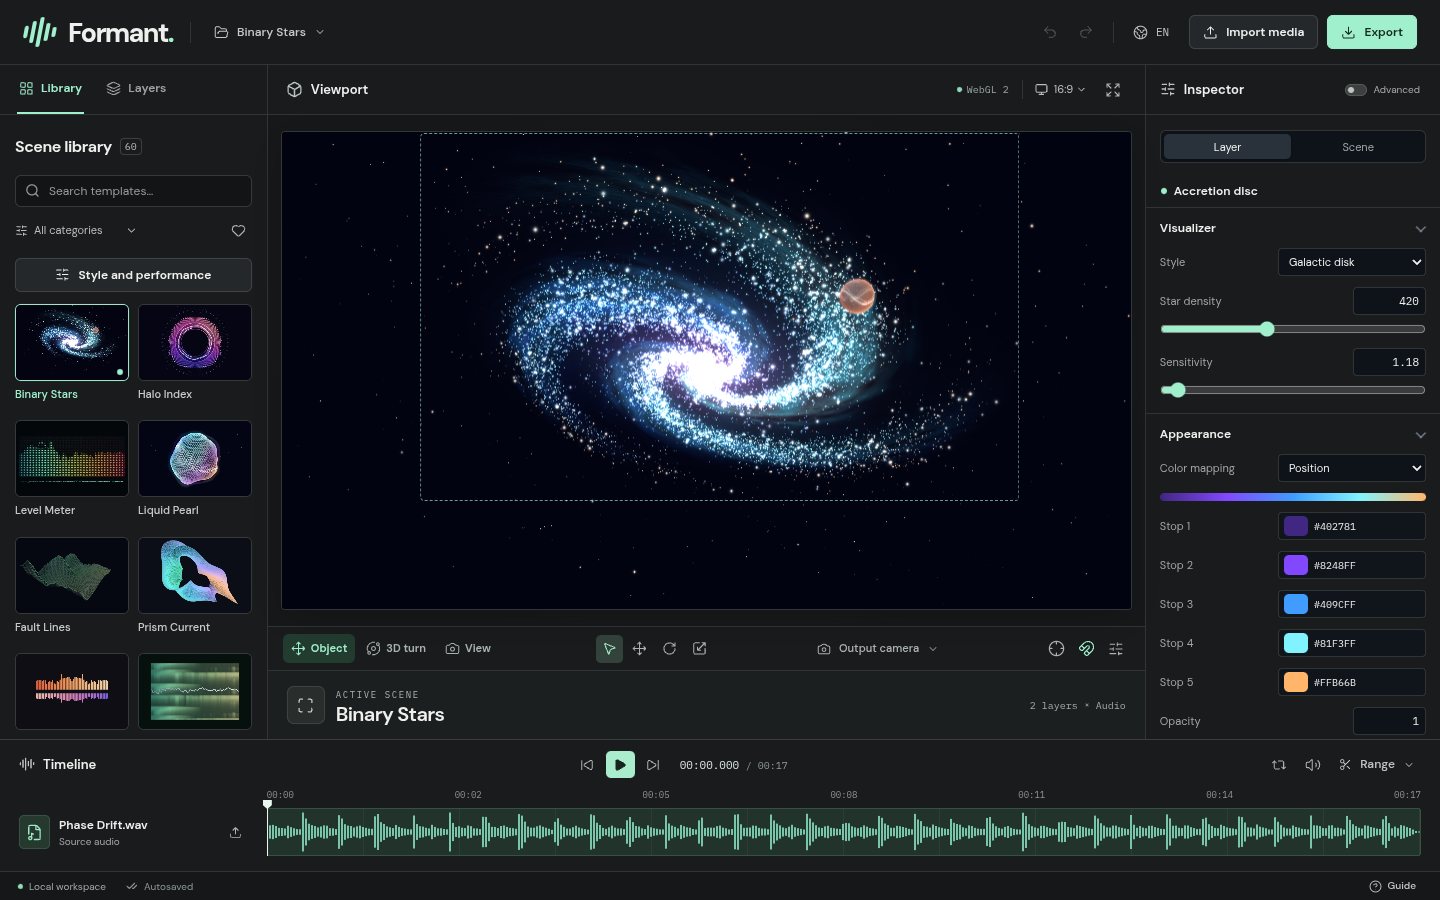 Formant.
Binary Stars
EN
Import media
Export
Library
Layers
Viewport
WebGL 2
16:9
Inspector
Advanced
Scene library
60
Search templates...
All categories
Style and performance
Binary Stars
Halo Index
Level Meter
Liquid Pearl
Fault Lines
Prism Current
Layer
Scene
Accretion disc
Visualizer
Style
Galactic disk
Star density
420
Sensitivity
1.18
Appearance
Color mapping
Position
Stop 1
#402781
Stop 2
#8248FF
Stop 3
#409CFF
Stop 4
#81F3FF
Stop 5
#FFB66B
Opacity
1
Object
3D turn
View
Output camera
ACTIVE SCENE
Binary Stars
2 layers * Audio
Timeline
00:00.000 / 00:17
Range
00:00
00:02
00:05
00:08
00:11
00:14
00:17
Phase Drift.wav
Source audio
Local workspace
Autosaved
Guide